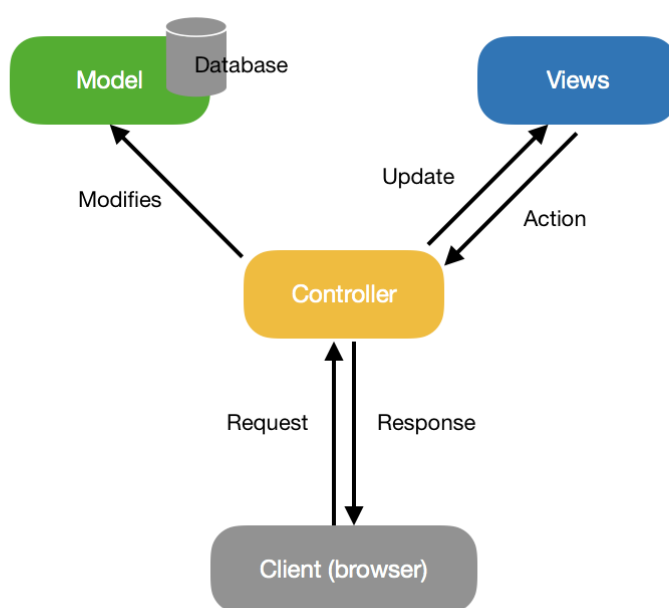 Database
Model
Views
Update
Modifies
Action
Controller
Request
Response
Client (browser)